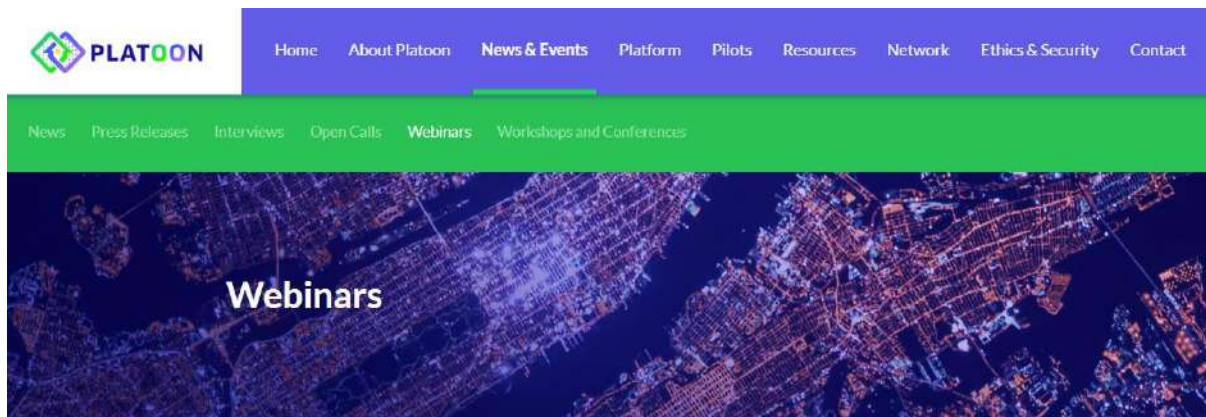 PLATOON Home About Platoon News & Events Platform Pilots Resources Network Ethics & Security Contact
News Press Releases Interviews Open Calls Webinars Workshops and Conferences
Webinars